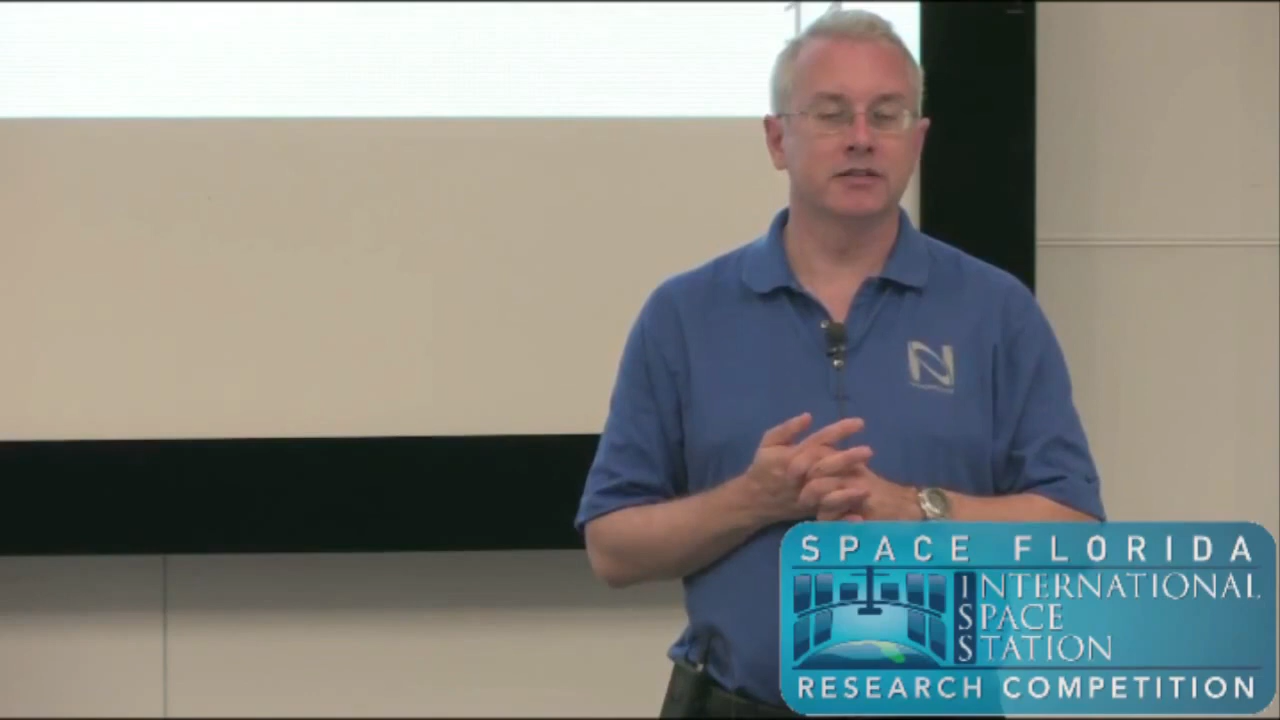 N
SPACE FLORIDA
INTERNATIONAL
SPACE
STATION
RESEARCH COMPETITION